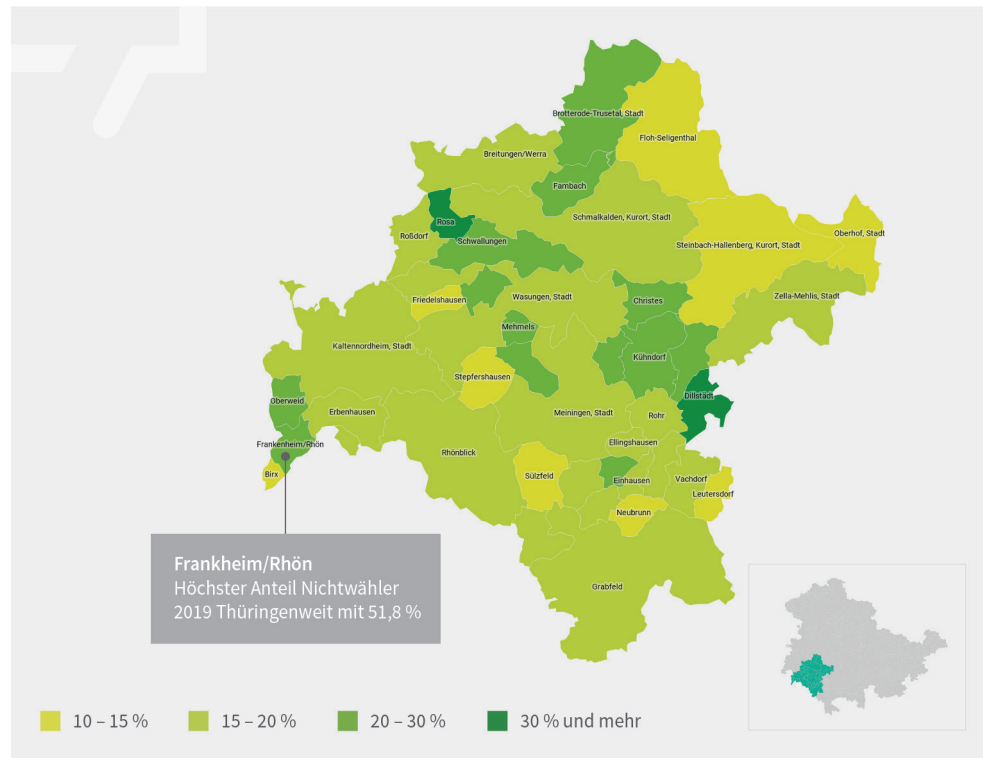 Brotterode-Trusetal, Stadt
Floh-Seligenthal
Breitungen/Werra
Fambach
Schmalkalden, Kurort, Stadt
Rosa
Roßdorf
Schwallungen
Oberhof, Stadt
Steinbach-Hallenberg, Kurort, Stadt
Zella-Mehlis, Stadt
Friedelshausen
Wasungen, Stadt
Christes
Mehmels
Kaltennordheim, Stadt
Kühndorf
Stepfershausen
Dillstädt
Oberweid
Erbenhausen
Meiningen, Stadt
Rohr
Frankenheim/Rhön
Ellingshausen
Rhönblick
Birx
Sülzfeld
Einhausen
Vachdorf
Leutersdorf
Neubrunn
Grabfeld
Frankheim/Rhön
Höchster Anteil Nichtwähler
2019 Thüringenweit mit 51,8 %
10 – 15 %
15 – 20 %
20 – 30 %
30 % und mehr